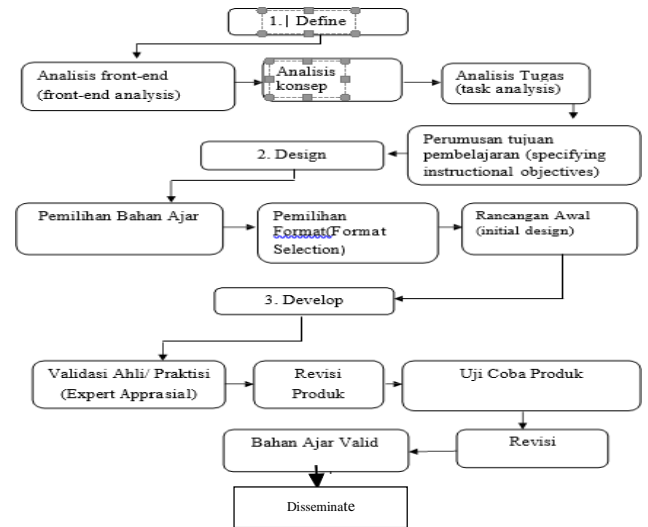 1.| Define
Analisis front-end
(front-end analysis)
Analisis
konsep
Analisis Tugas
(task analysis)
Perumusan tujuan
pembelajaran (specifying
instructional objectives)
2. Design
Pemilihan Bahan Ajar
Pemilihan
Format(Format
Selection)
Rancangan Awal
(initial design)
3. Develop
Validasi Ahli/ Praktisi
(Expert Apprasial)
Revisi
Produk
Uji Coba Produk
Revisi
Bahan Ajar Valid
Disseminate